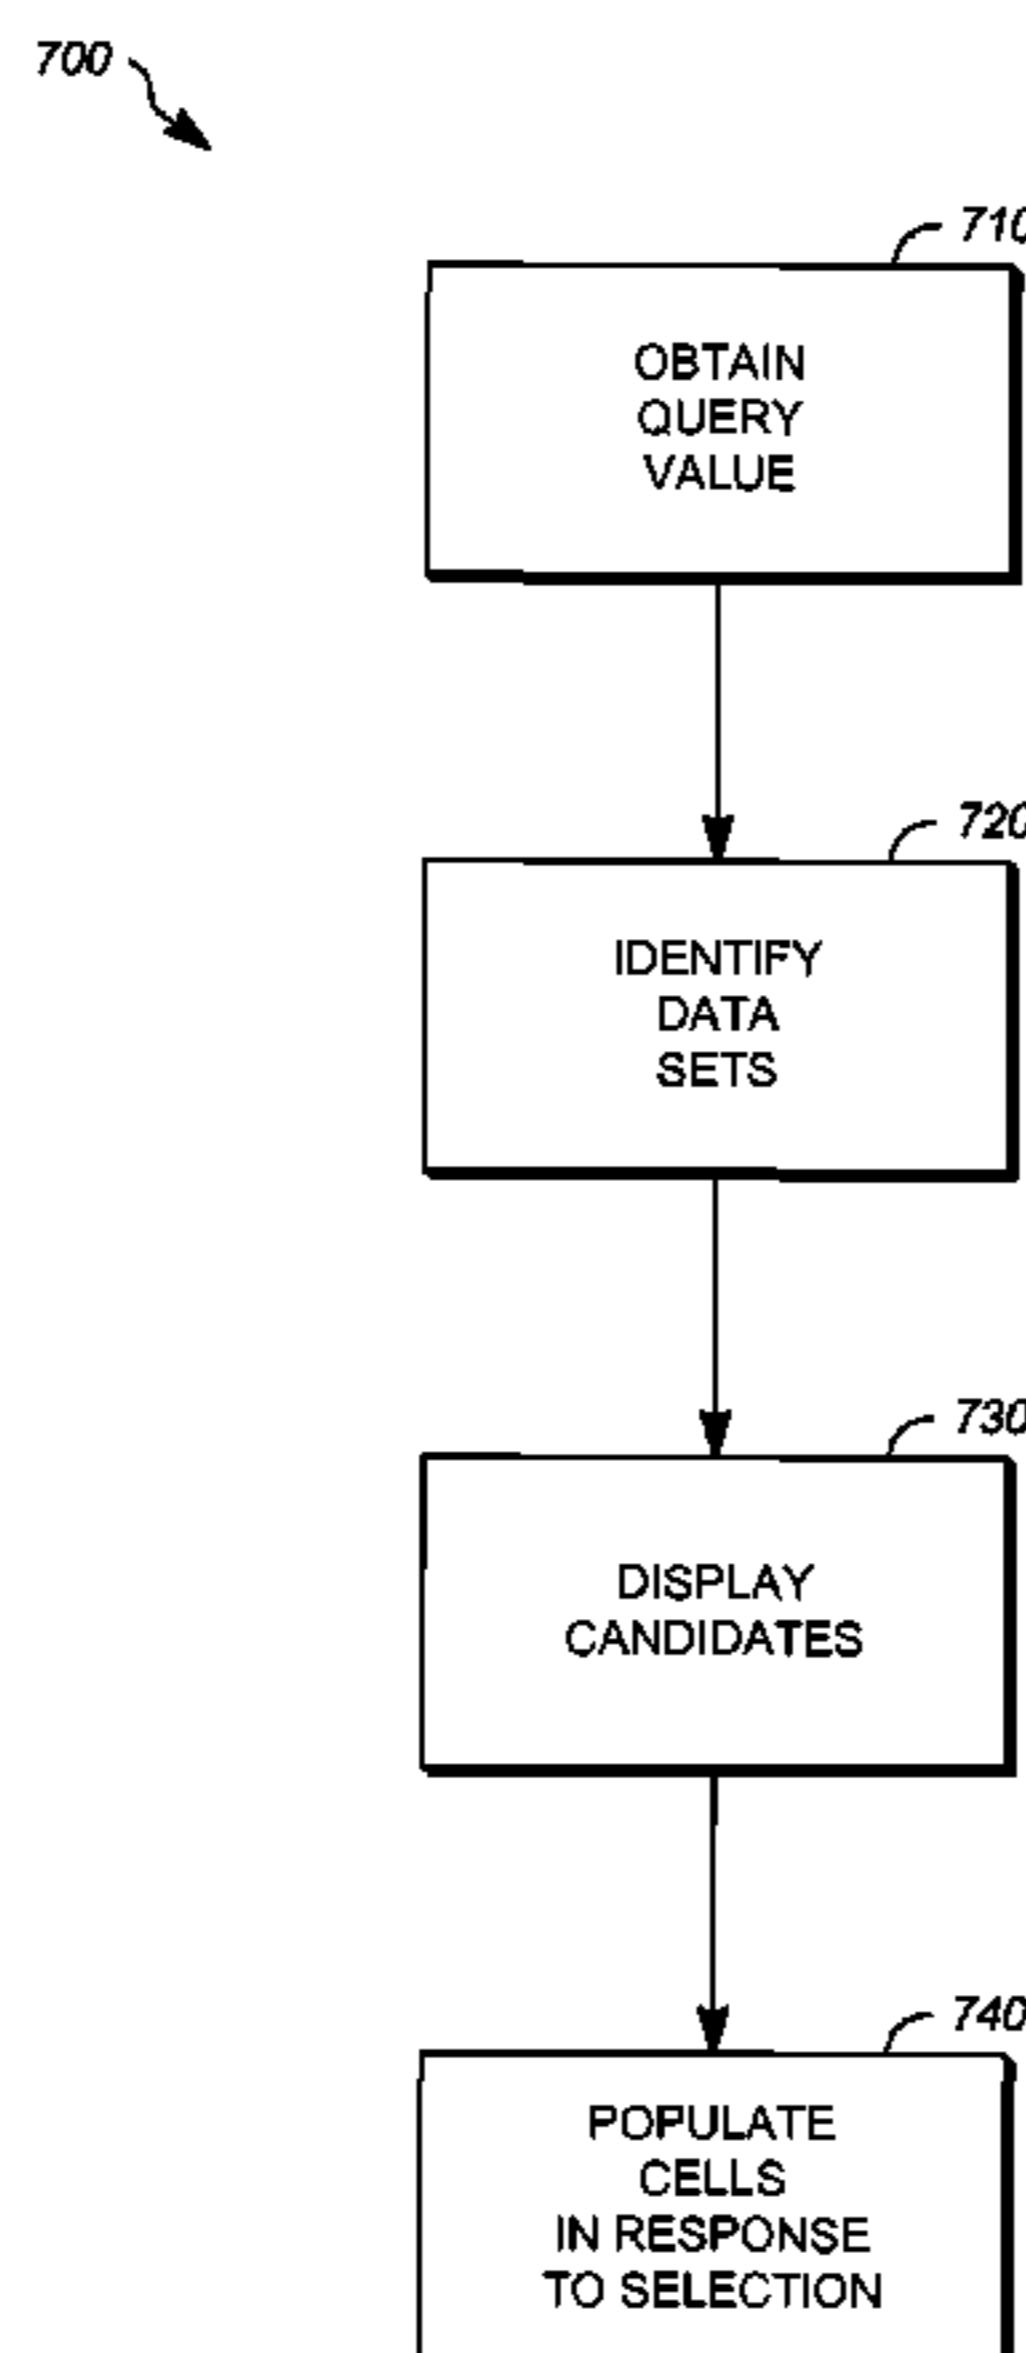 700
710
OBTAIN
QUERY
VALUE
720
IDENTIFY
DATA
SETS
730
DISPLAY
CANDIDATES
740
POPULATE
CELLS
IN RESPONSE
TO SELECTION